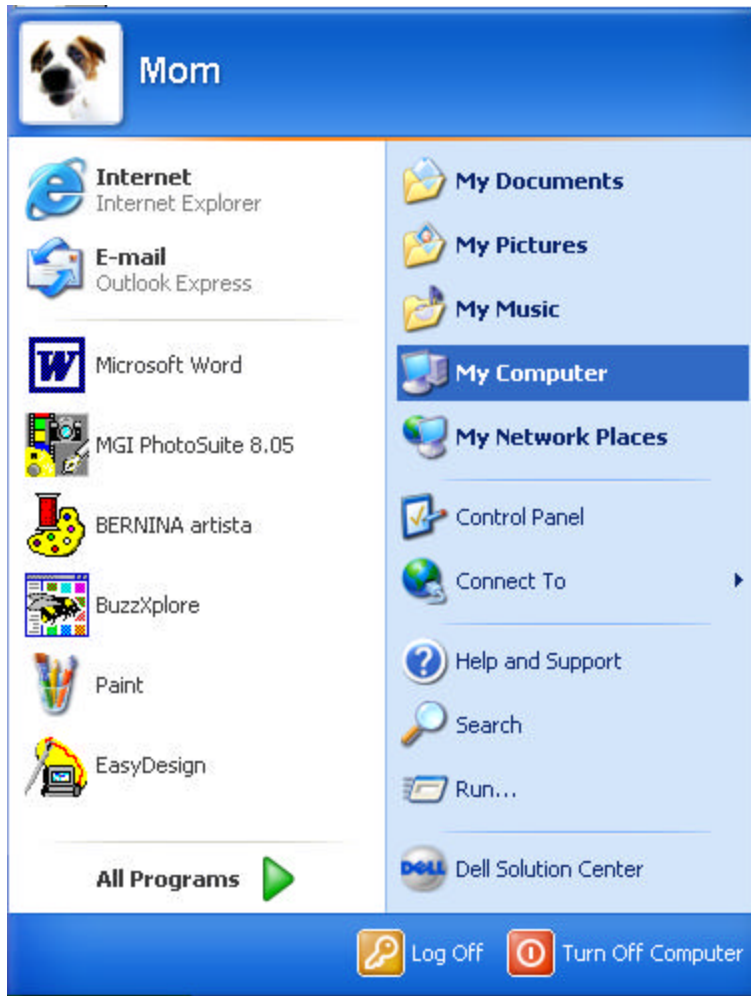 Mom
Internet
Internet Explorer
E-mail
Outlook Express
Microsoft Word
MGI PhotoSuite 8.05
BERNINA artista
BuzzXplore
Paint
EasyDesign
All Programs
My Documents
My Pictures
My Music
My Computer
My Network Places
Control Panel
Connect To
Help and Support
Search
Run...
DELL
Dell Solution Center
Log Off
Turn Off Computer